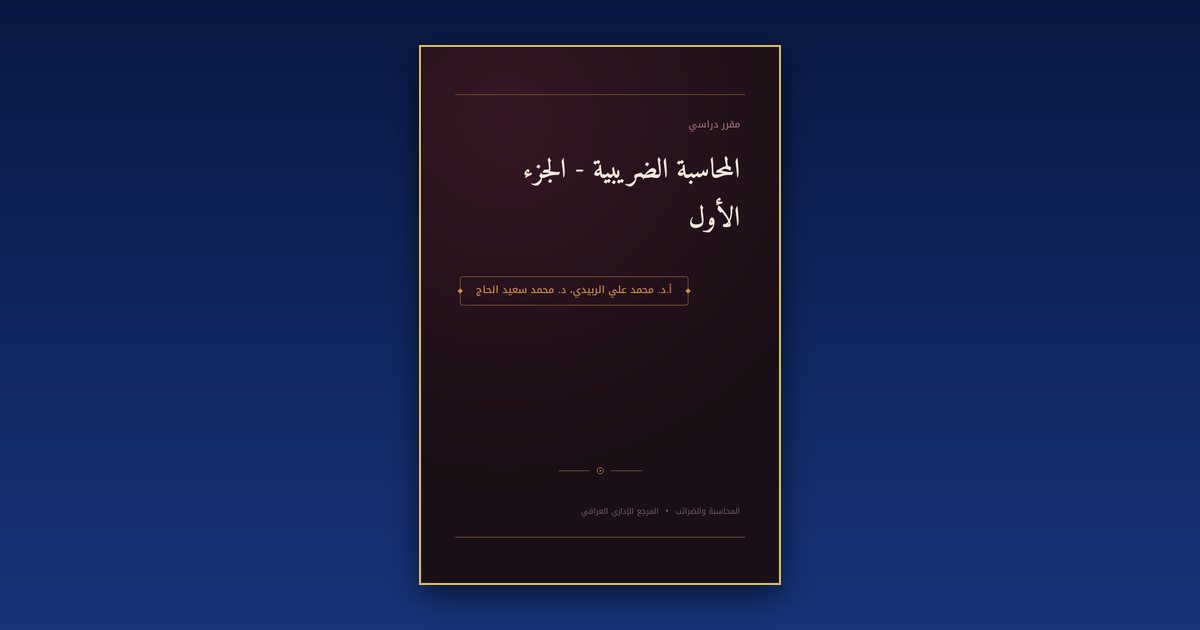 مقرر دراسي
المحاسبة الضريبية - الجزء
الأول
أ.د. محمد علي الربيدي، د. محمد سعيد الحاج
المحاسبة والضرائب • المرجع الإداري العراقي